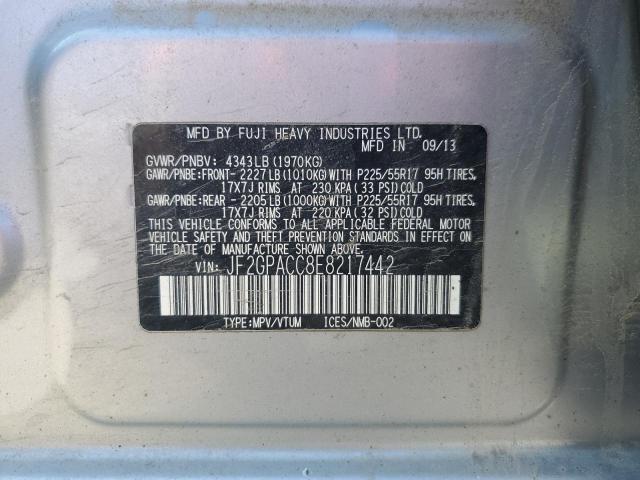 MFD BY FUJI HEAVY INDUSTRIES LTD.
MFD IN 09/13
GVWR/PNBV: 4343LB(1970KG)
GAWR/PNBE:FRONT- 2227LB(1010KG)WITH P225/55R17 95H TIRES,
17X7J RIMS AT 230 KPA(33 PSI)COLD
GAWR/PNBE:REAR - 2205LB(1000KG)WITH P225/55R17 95H TIRES,
17X7J RIMS AT 220 KPA(32 PSI)COLD
THIS VEHICLE CONFORMS TO ALL APPLICABLE FEDERAL MOTOR
VEHICLE SAFETY AND THEFT PREVENTION STANDARDS IN EFFECT
ON THE DATE OF MANUFACTURE SHOWN ABOVE.
VIN: JF2GPACC8E8217442
TYPE:MPV/VTUM ICES/NMB-002